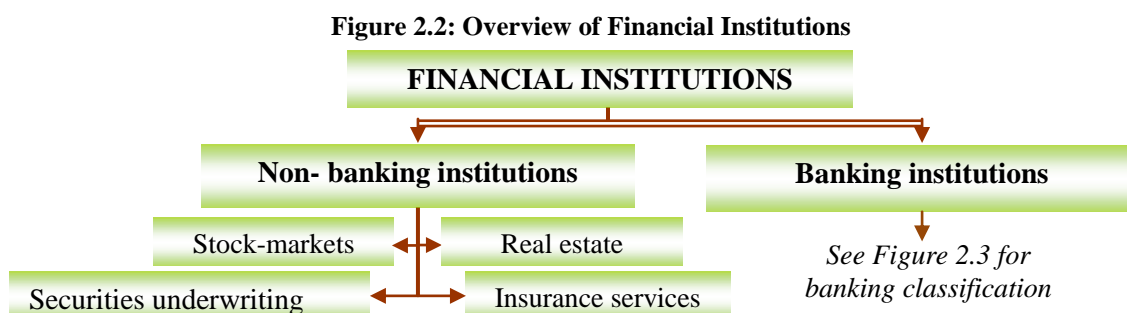 Figure 2.2: Overview of Financial Institutions
FINANCIAL INSTITUTIONS
Non- banking institutions
Banking institutions
Stock-markets
Real estate
See Figure 2.3 for
banking classification
Securities underwriting
Insurance services